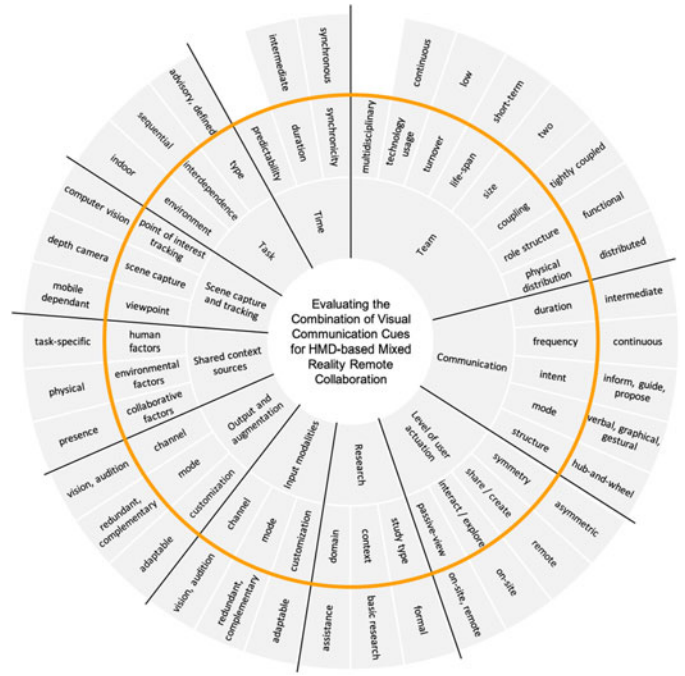 Evaluating the
Combination of Visual
Communication Cues
for HMD-based Mixed
Reality Remote
Collaboration
Team
multidisciplinary
technology
usage
continuous
turnover
low
life-span
short-term
size
two
coupling
tightly coupled
role structure
functional
physical
distribution
distributed
Communication
duration
intermediate
frequency
continuous
intent
inform, guide,
propose
mode
verbal, graphical,
gestural
structure
hub-and-wheel
Level of user
actuation
symmetry
asymmetric
share / create
remote
interact / explore
on-site
passive-view
on-site, remote
Research
study type
formal
context
basic research
domain
assistance
Input modalities
customization
adaptable
mode
redundant,
complementary
channel
vision, audition
Output and
augmentation
customization
adaptable
mode
redundant,
complementary
channel
vision, audition
Shared context
sources
collaborative
factors
presence
environmental
factors
physical
human
factors
task-specific
Scene capture
and tracking
viewpoint
mobile
dependant
scene capture
depth camera
point of interest
tracking
computer vision
Task
environment
indoor
interdependence
sequential
type
advisory, defined
Time
predictability
duration
intermediate
synchronicity
synchronous